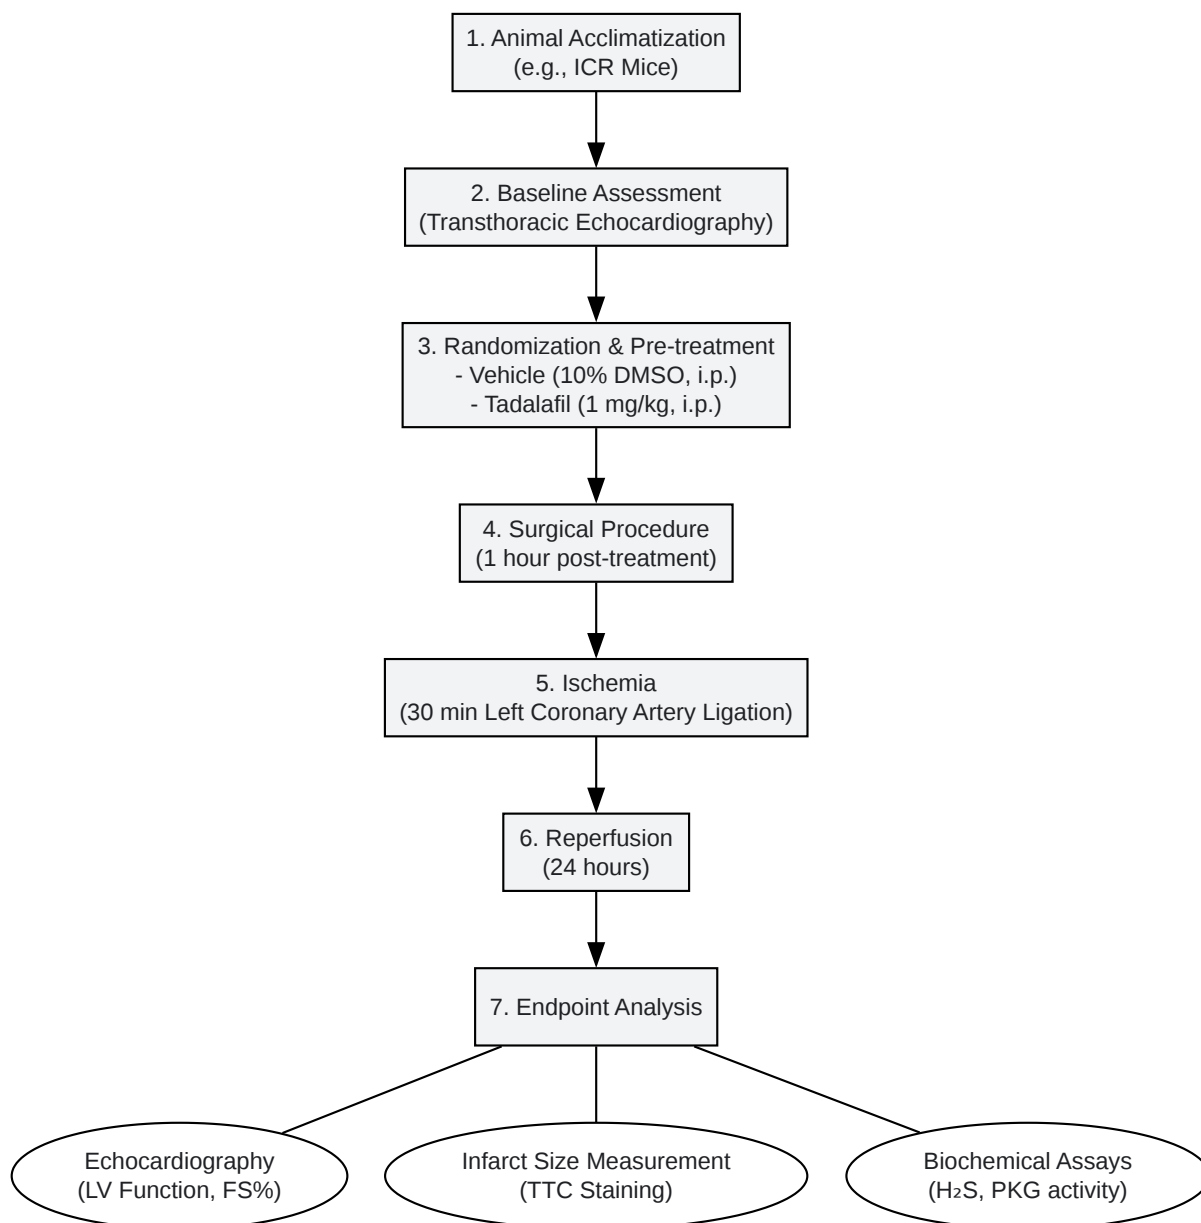 1. Animal Acclimatization
(e.g., ICR Mice)
2. Baseline Assessment
(Transthoracic Echocardiography)
3. Randomization & Pre-treatment
- Vehicle (10% DMSO, i.p.)
- Tadalafil (1 mg/kg, i.p.)
4. Surgical Procedure
(1 hour post-treatment)
5. Ischemia
(30 min Left Coronary Artery Ligation)
6. Reperfusion
(24 hours)
7. Endpoint Analysis
Echocardiography
(LV Function, FS%)
Infarct Size Measurement
(TTC Staining)
Biochemical Assays
(H₂S, PKG activity)